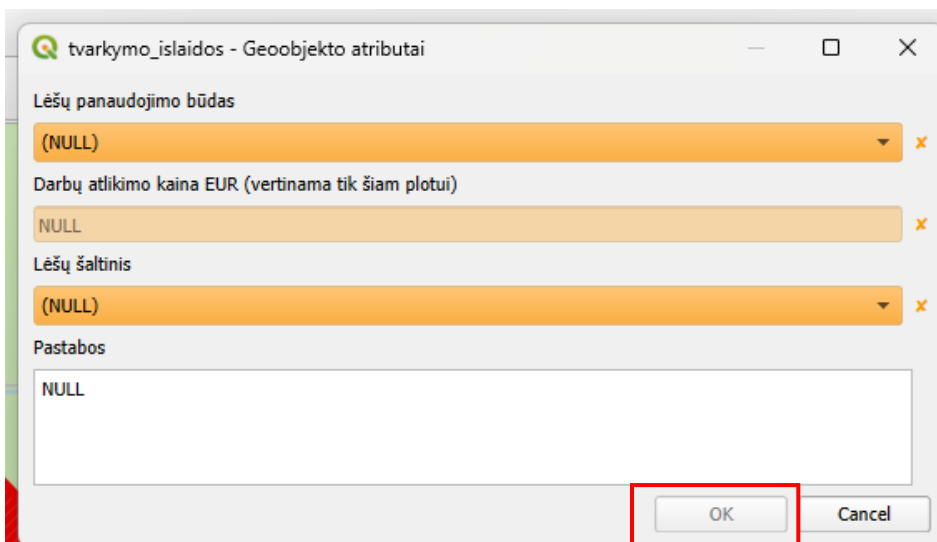 tvarkymo_islaidos - Geoobjekto atributai
Lėšų panaudojimo būdas
(NULL)
Darbų atlikimo kaina EUR (vertinama tik šiam plotui)
NULL
Lėšų šaltinis
(NULL)
Pastabos
NULL
OK Cancel